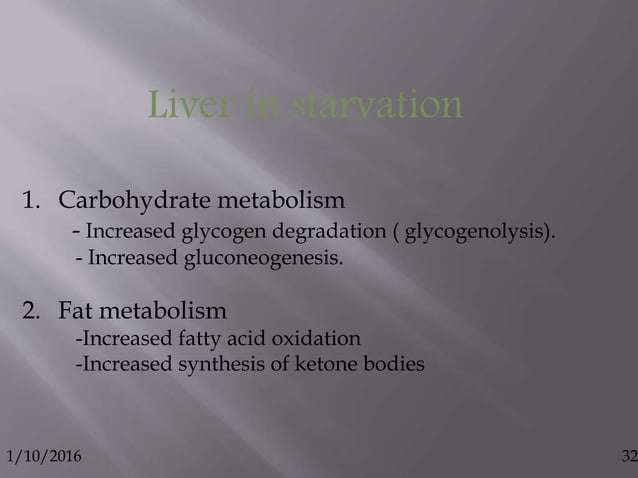 Liver in starvation
1. Carbohydrate metabolism
- Increased glycogen degradation ( glycogenolysis).
- Increased gluconeogenesis.
2. Fat metabolism
-Increased fatty acid oxidation
-Increased synthesis of ketone bodies
1/10/2016 32